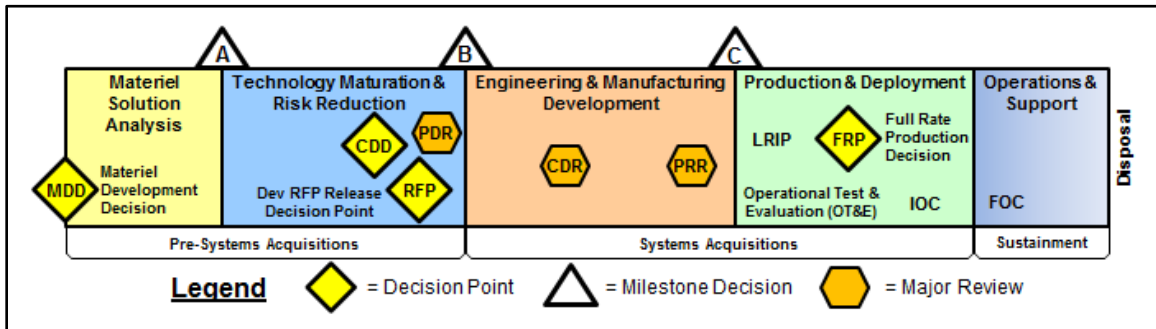 A
B
C
Materiel
Solution
Analysis
MDD
Materiel
Development
Decision
Technology Maturation &
Risk Reduction
CDD
PDR
Dev RFP Release
Decision Point
RFP
Engineering & Manufacturing
Development
CDR
PRR
Production & Deployment
LRIP
FRP
Full Rate
Production
Decision
Operational Test &
Evaluation (OT&E)
IOC
Operations &
Support
FOC
Disposal
Pre-Systems Acquisitions
Systems Acquisitions
Sustainment
Legend
= Decision Point
= Milestone Decision
= Major Review